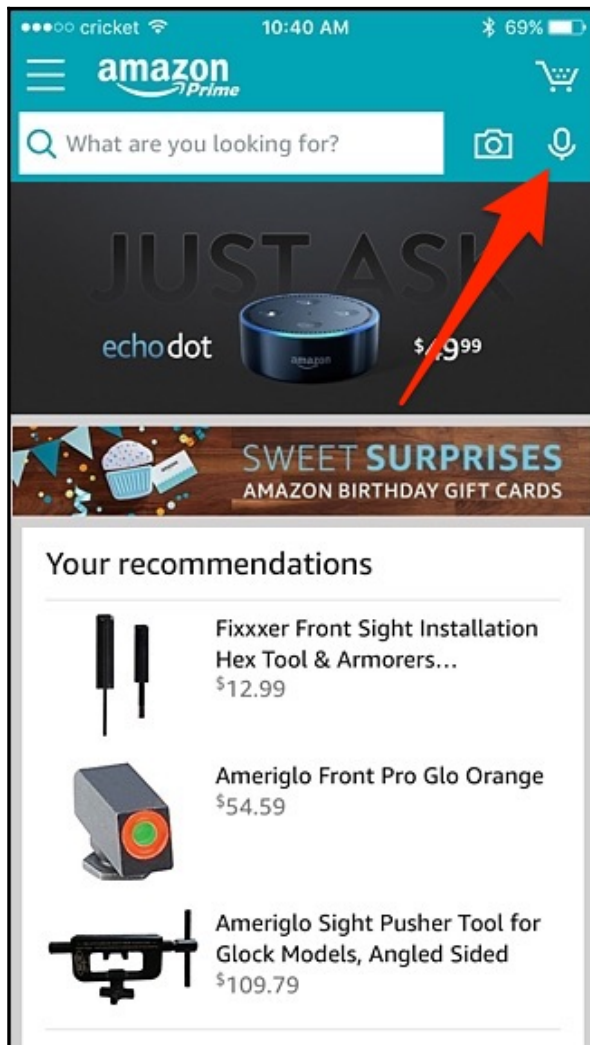 cricket 10:40 AM 69%
amazon
Prime
What are you looking for?
JUST ASK
echo dot
amazon
$49⁹⁹
SWEET SURPRISES
AMAZON BIRTHDAY GIFT CARDS
Your recommendations
Fixxxer Front Sight Installation
Hex Tool & Armorers...
$12.99
Ameriglo Front Pro Glo Orange
$54.59
Ameriglo Sight Pusher Tool for
Glock Models, Angled Sided
$109.79